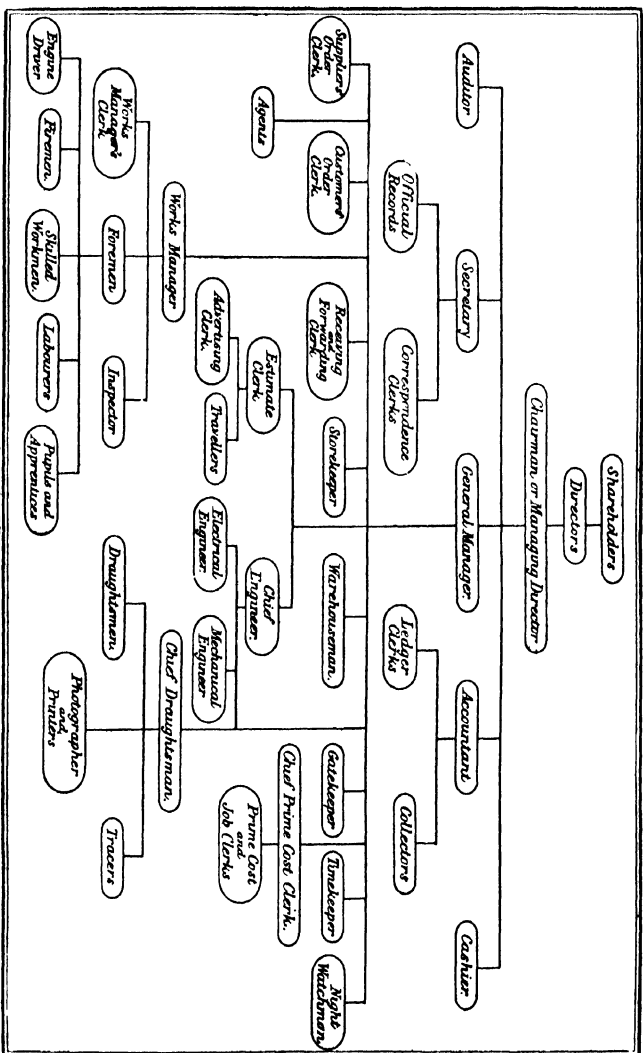 Shareholders
Directors
Chairman or Managing Director
Auditor
Secretary
General Manager.
Accountant
Cashier.
Official
Records
Correspondence
Clerks
Ledger
Clerks
Collectors
Suppliers'
Order
Clerk.
Customers'
Order
Clerk.
Receiving
and
Forwarding
Clerk
Storekeeper
Warehouseman.
Gatekeeper
Timekeeper
Night
Watchmen.
Agents
Estimate
Clerk
Chief
Engineer.
Chief Prime Cost Clerk.
Advertising
Clerk.
Travellers
Electrical
Engineer.
Mechanical
Engineer
Prime Cost
and
Job Clerks
Works Manager
Chief Draughtsman.
Works
Manager's
Clerk
Foremen
Inspector
Draughtsmen.
Tracers
Engine
Driver
Firemen.
Skilled
Workmen.
Labourers
Pupils and
Apprentices
Photographer
and
Printers